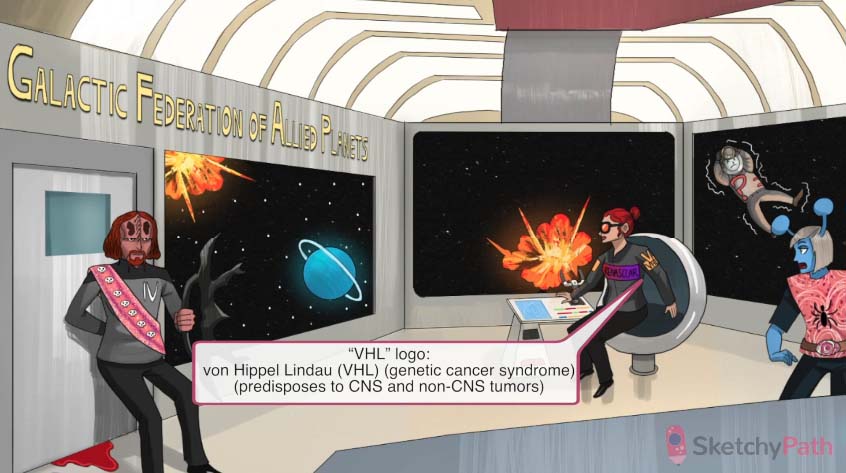 GALACTIC FEDERATION OF ALLIED PLANETS
IV
"VHL" logo:
von Hippel Lindau (VHL) (genetic cancer syndrome)
(predisposes to CNS and non-CNS tumors)
SketchyPath